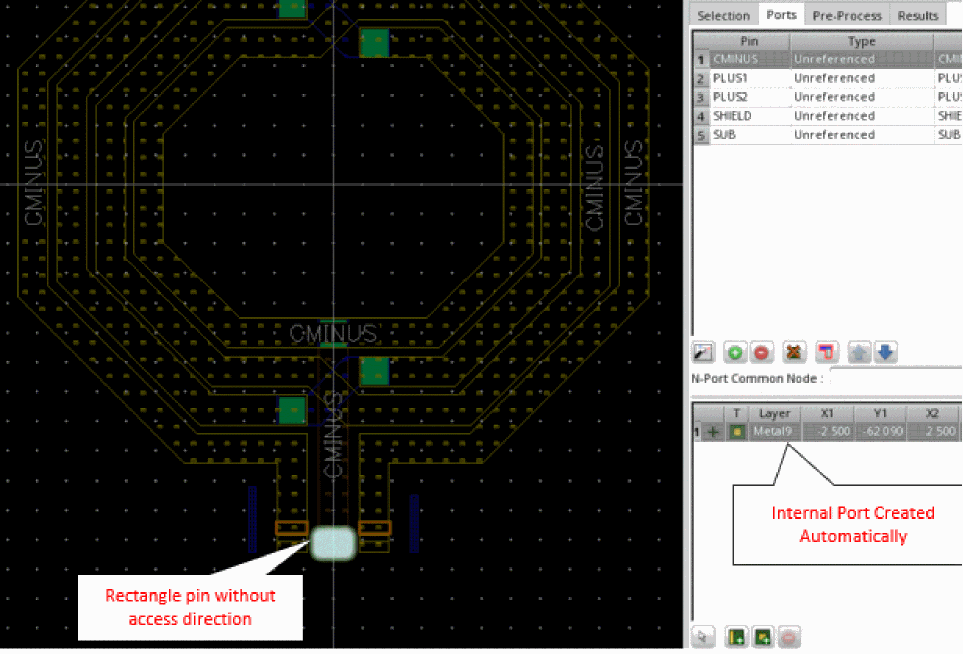 Selection Ports Pre-Process Results
Pin Type
1 CMINUS Unreferenced CMI
2 PLUS1 Unreferenced PLUS
3 PLUS2 Unreferenced PLUS
4 SHIELD Unreferenced SHIE
5 SUB Unreferenced SUB
CMINUS
CMINUS
CMINUS
CMINUS
CMINUS
N-Port Common Node :
T Layer X1 Y1 X2
1 Metal9 -2.500 -62.090 2.500
Internal Port Created
Automatically
Rectangle pin without
access direction